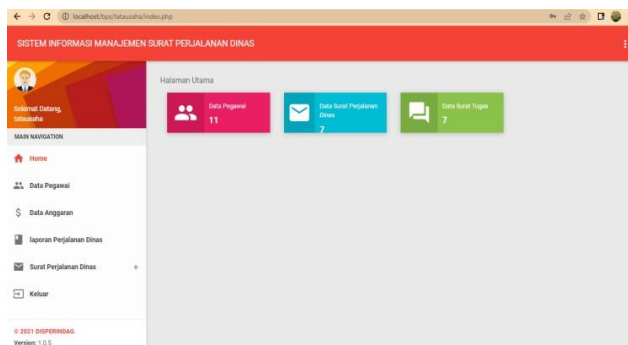 localhost/bps/tatausaha/index.php
SISTEM INFORMASI MANAJEMEN SURAT PERJALANAN DINAS
Selamat Datang,
tatausaha
MAIN NAVIGATION
Home
Data Pegawai
Data Anggaran
laporan Perjalanan Dinas
Surat Perjalanan Dinas +
Keluar
© 2021 DISPERINDAG
Version: 1.0.5
Halaman Utama
Data Pegawai
11
Data Surat Perjalanan
Dinas
7
Data Surat Tugas
7